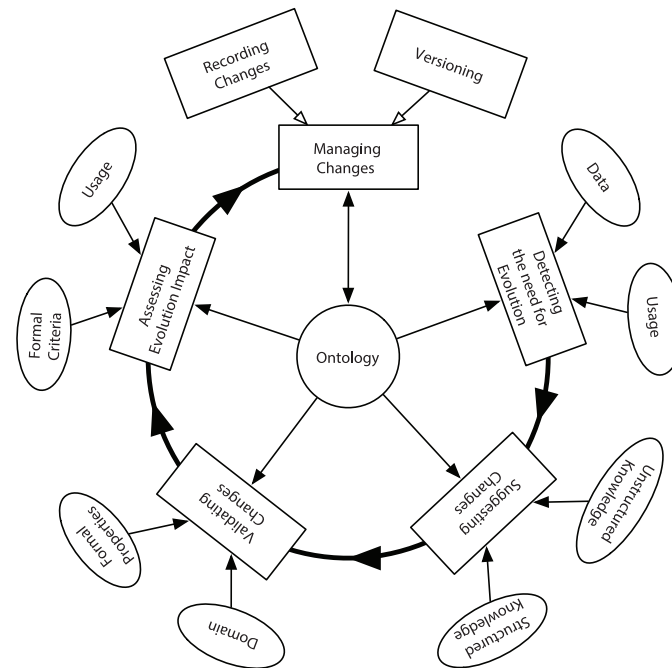 Recording
Changes
Versioning
Managing
Changes
Usage
Data
Assessing
Evolution Impact
Detecting
the need for
Evolution
Formal
Criteria
Usage
Ontology
Suggesting
Changes
Unstructured
Knowledge
Validating
Changes
Formal
Properties
Domain
Structured
Knowledge